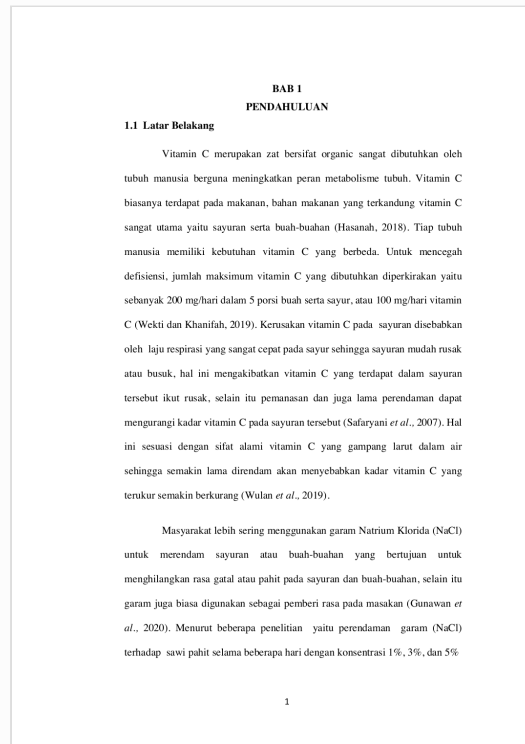 BAB 1
PENDAHULUAN
1.1 Latar Belakang
Vitamin C merupakan zat bersifat organic sangat dibutuhkan oleh
tubuh manusia berguna meningkatkan peran metabolisme tubuh. Vitamin C
biasanya terdapat pada makanan, bahan makanan yang terkandung vitamin C
sangat utama yaitu sayuran serta buah-buahan (Hasanah, 2018). Tiap tubuh
manusia memiliki kebutuhan vitamin C yang berbeda. Untuk mencegah
defisiensi, jumlah maksimum vitamin C yang dibutuhkan diperkirakan yaitu
sebanyak 200 mg/hari dalam 5 porsi buah serta sayur, atau 100 mg/hari vitamin
C (Wekti dan Khanifah, 2019). Kerusakan vitamin C pada sayuran disebabkan
oleh laju respirasi yang sangat cepat pada sayur sehingga sayuran mudah rusak
atau busuk, hal ini mengakibatkan vitamin C yang terdapat dalam sayuran
tersebut ikut rusak, selain itu pemanasan dan juga lama perendaman dapat
mengurangi kadar vitamin C pada sayuran tersebut (Safaryani et al., 2007). Hal
ini sesuasi dengan sifat alami vitamin C yang gampang larut dalam air
sehingga semakin lama direndam akan menyebabkan kadar vitamin C yang
terukur semakin berkurang (Wulan et al., 2019).
Masyarakat lebih sering menggunakan garam Natrium Klorida (NaCl)
untuk merendam sayuran atau buah-buahan yang bertujuan untuk
menghilangkan rasa gatal atau pahit pada sayuran dan buah-buahan, selain itu
garam juga biasa digunakan sebagai pemberi rasa pada masakan (Gunawan et
al., 2020). Menurut beberapa penelitian yaitu perendaman garam (NaCl)
terhadap sawi pahit selama beberapa hari dengan konsentrasi 1%, 3%, dan 5%
1